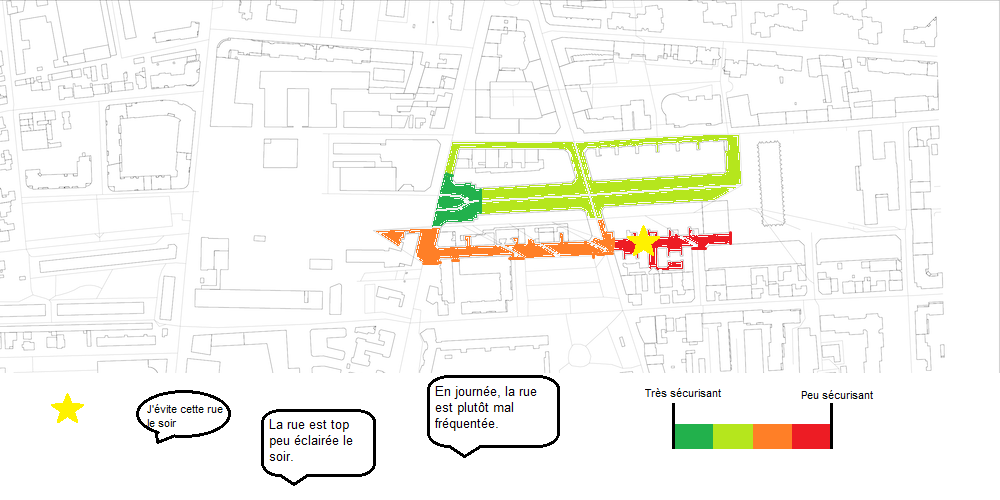 J'évite cette rue
le soir
La rue est top
peu éclairée le
soir.
En journée, la rue
est plutôt mal
fréquentée.
Très sécurisant
Peu sécurisant